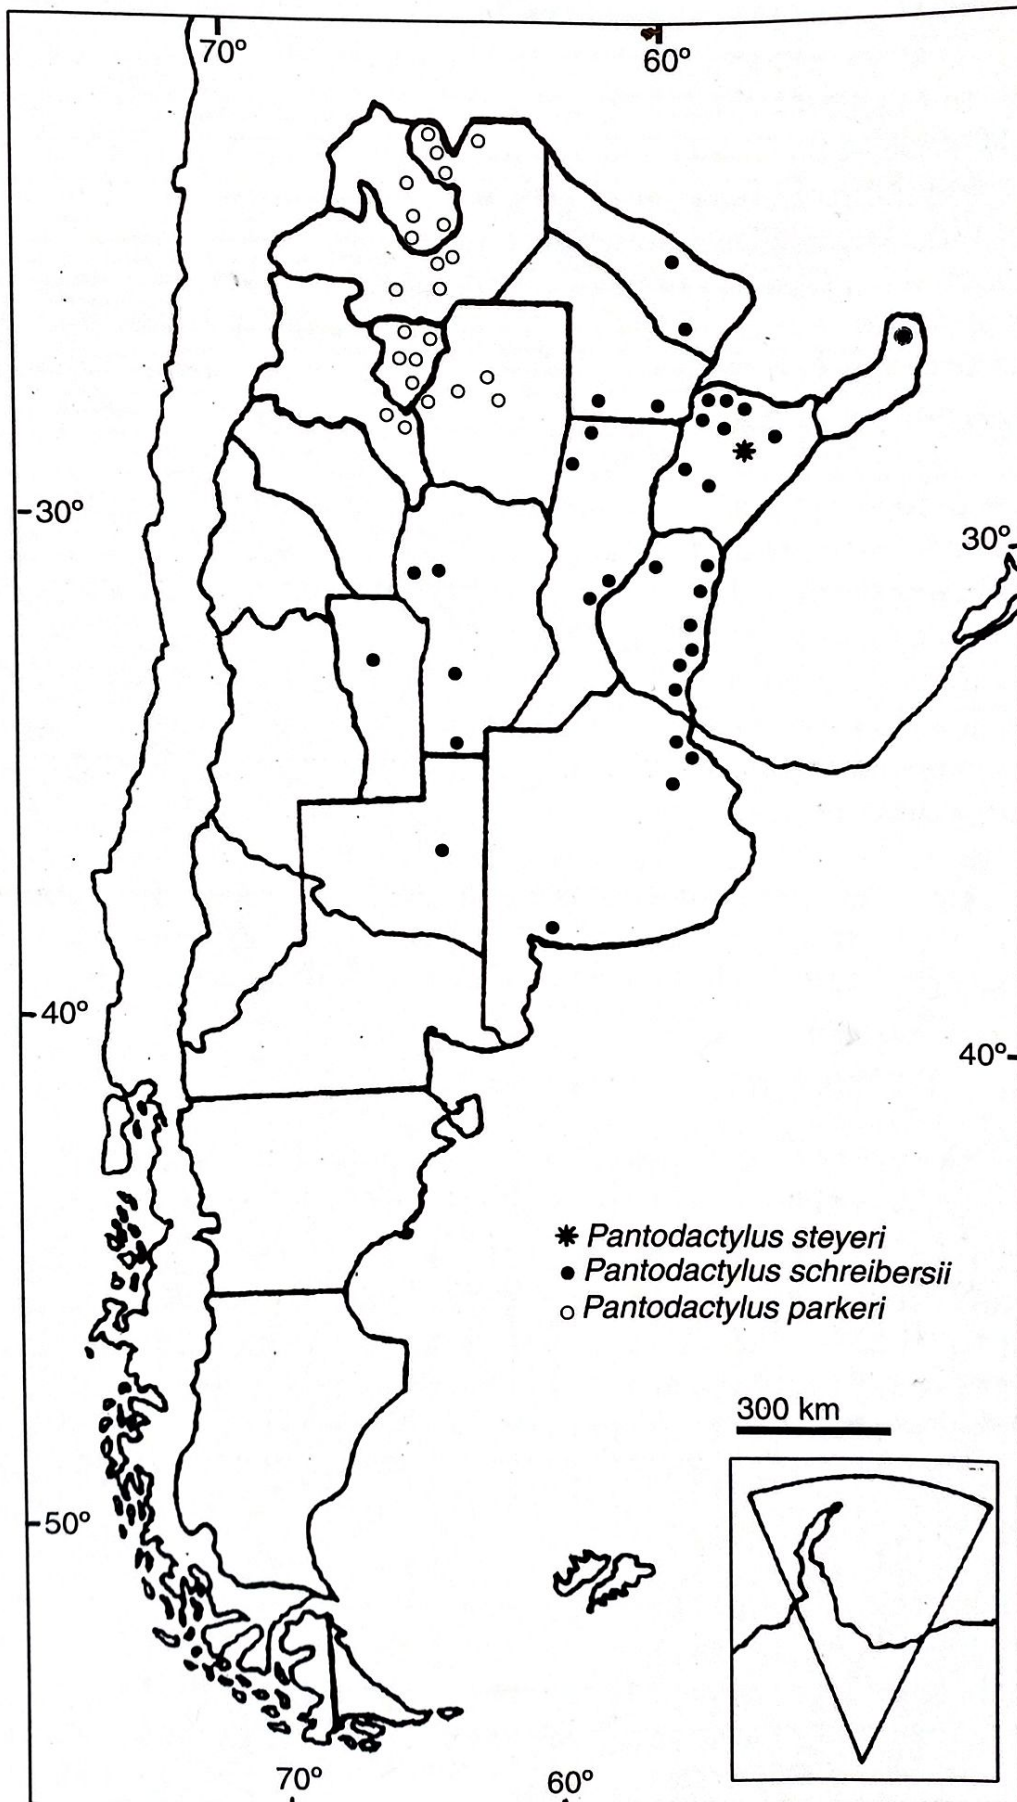 70º
60º
30º
30º
40º
40º
Pantodactylus steyeri
Pantodactylus schreibersii
Pantodactylus parkeri
300 km
50º
70º
60º